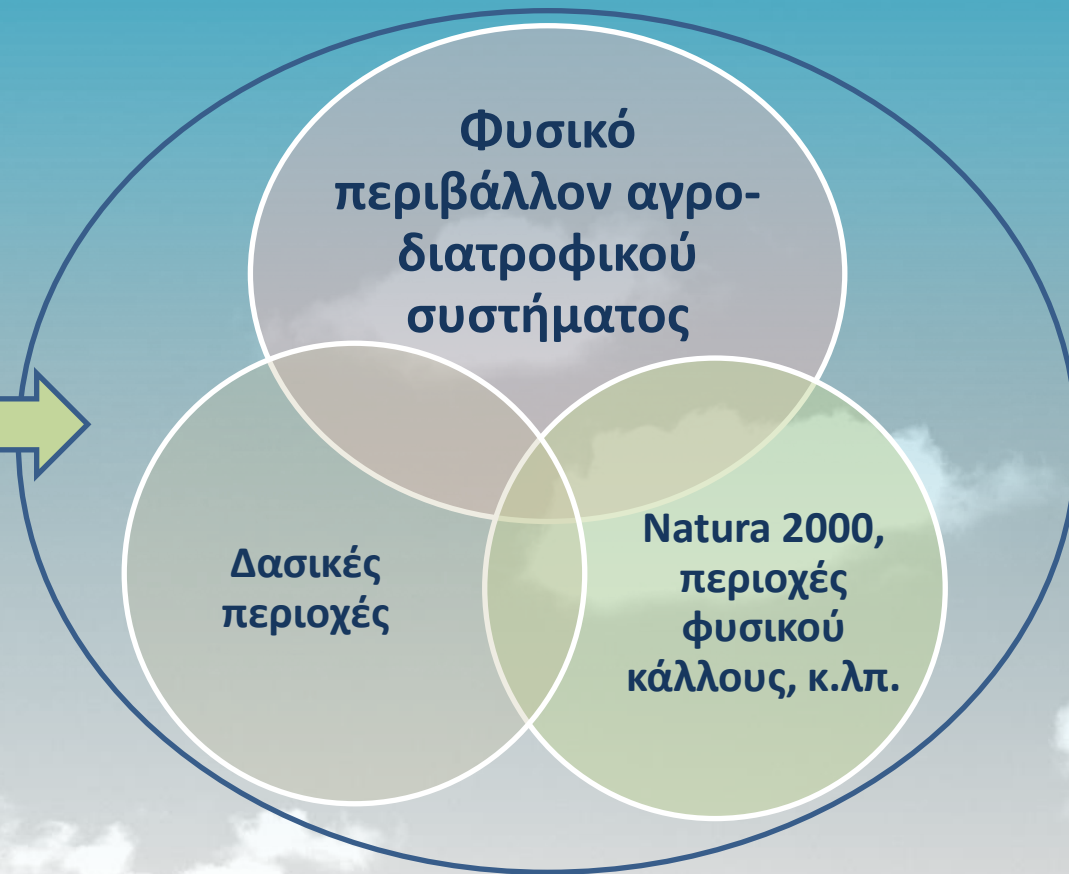 Φυσικό
περιβάλλον αγρο-
διατροφικού
συστήματος
Δασικές
περιοχές
Natura 2000,
περιοχές
φυσικού
κάλλους, κ.λπ.